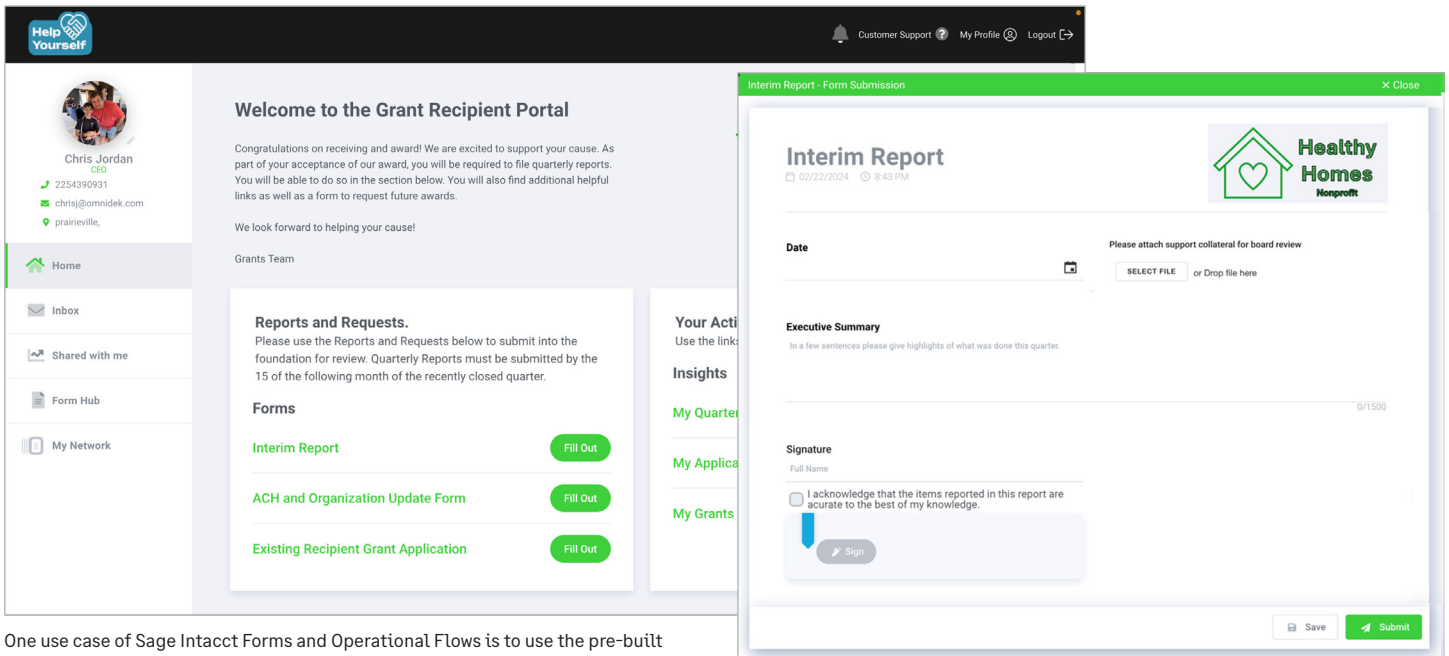 Help
Yourself
Customer Support ? My Profile Logout
Chris Jordan
CEO
2254390931
chrisj@omnidek.com
prairieville,
Home
Inbox
Shared with me
Form Hub
My Network
Welcome to the Grant Recipient Portal
Congratulations on receiving and award! We are excited to support your cause. As
part of your acceptance of our award, you will be required to file quarterly reports.
You will be able to do so in the section below. You will also find additional helpful
links as well as a form to request future awards.
We look forward to helping your cause!
Grants Team
Reports and Requests.
Please use the Reports and Requests below to submit into the
foundation for review. Quarterly Reports must be submitted by the
15 of the following month of the recently closed quarter.
Forms
Interim Report Fill Out
ACH and Organization Update Form Fill Out
Existing Recipient Grant Application Fill Out
Your Acti
Use the link
Insights
My Quarter
My Applica
My Grants
Interim Report - Form Submission × Close
Interim Report
02/22/2024 8:43 PM
Healthy
Homes
Nonprofit
Date
Please attach support collateral for board review
SELECT FILE or Drop file here
Executive Summary
In a few sentences please give highlights of what was done this quarter.
0/1500
Signature
Full Name
I acknowledge that the items reported in this report are
acurate to the best of my knowledge.
Sign
Save Submit
One use case of Sage Intacct Forms and Operational Flows is to use the pre-built